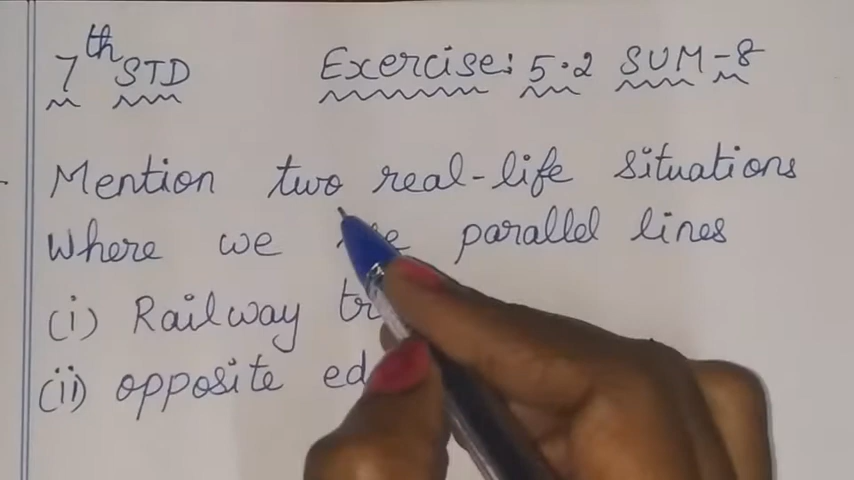 7th STD Exercise: 5.2 SUM-8
Mention two real-life situations
where we parallel lines
(i) Railway
(ii) opposite